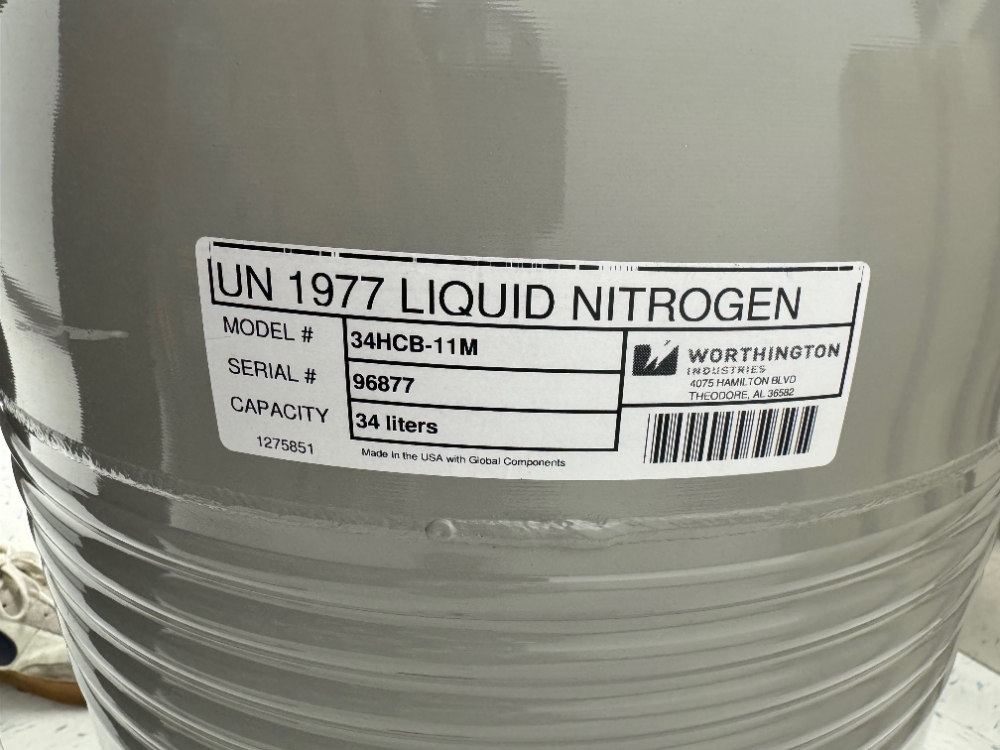 UN 1977 LIQUID NITROGEN
MODEL # 34HCB-11M
SERIAL # 96877
CAPACITY 34 liters
1275851
Made in the USA with Global Components
WORTHINGTON
INDUSTRIES
4075 HAMILTON BLVD
THEODORE, AL 36582